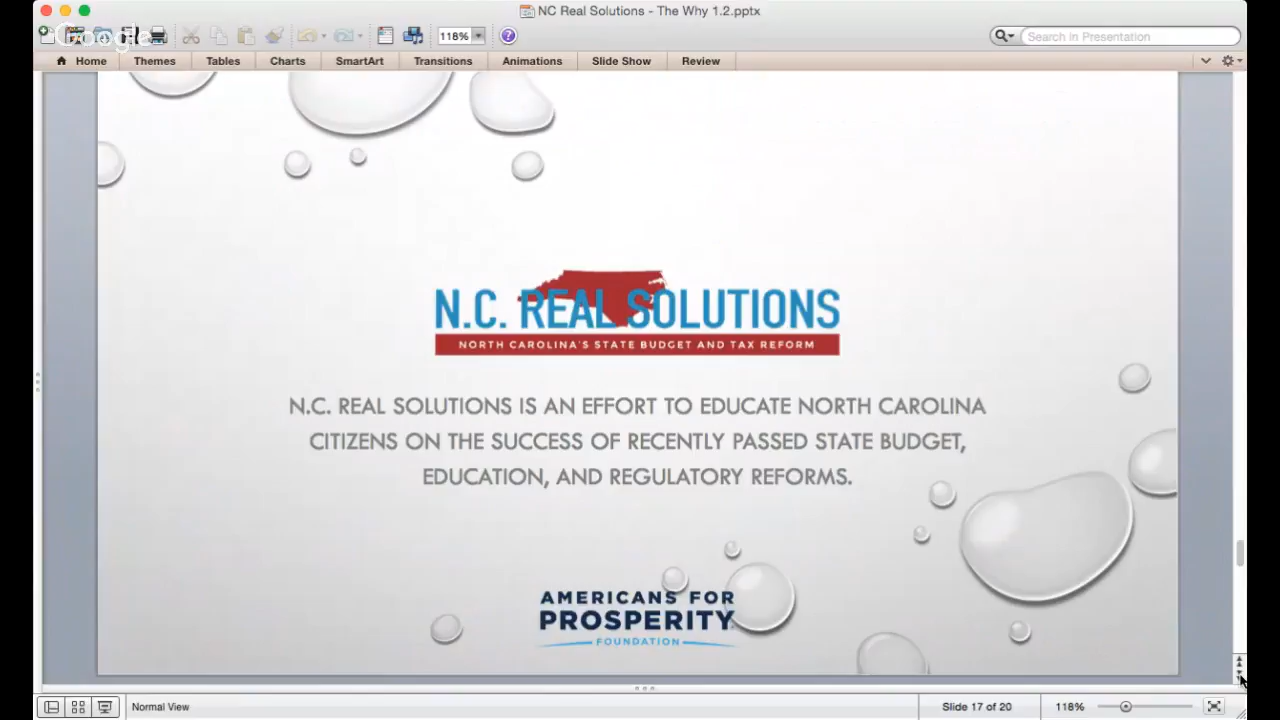 NC Real Solutions - The Why 1.2.pptx
Google
118%
Search in Presentation
Home Themes Tables Charts SmartArt Transitions Animations Slide Show Review
N.C. REAL SOLUTIONS
NORTH CAROLINA'S STATE BUDGET AND TAX REFORM
N.C. REAL SOLUTIONS IS AN EFFORT TO EDUCATE NORTH CAROLINA
CITIZENS ON THE SUCCESS OF RECENTLY PASSED STATE BUDGET,
EDUCATION, AND REGULATORY REFORMS.
AMERICANS FOR
PROSPERITY
FOUNDATION
Normal View Slide 17 of 20 118%